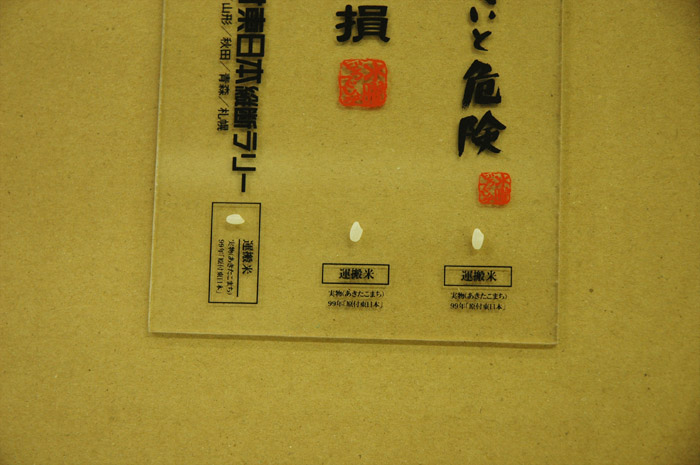 いと危険
運搬米
実物(あきたこまち)
99年「原付東日本」
損
運搬米
実物(あきたこまち)
99年「原付東日本」
付東日本縦断ラリー
山形／秋田／青森／札幌
運搬米
実物(あきたこまち)
99年「原付東日本」